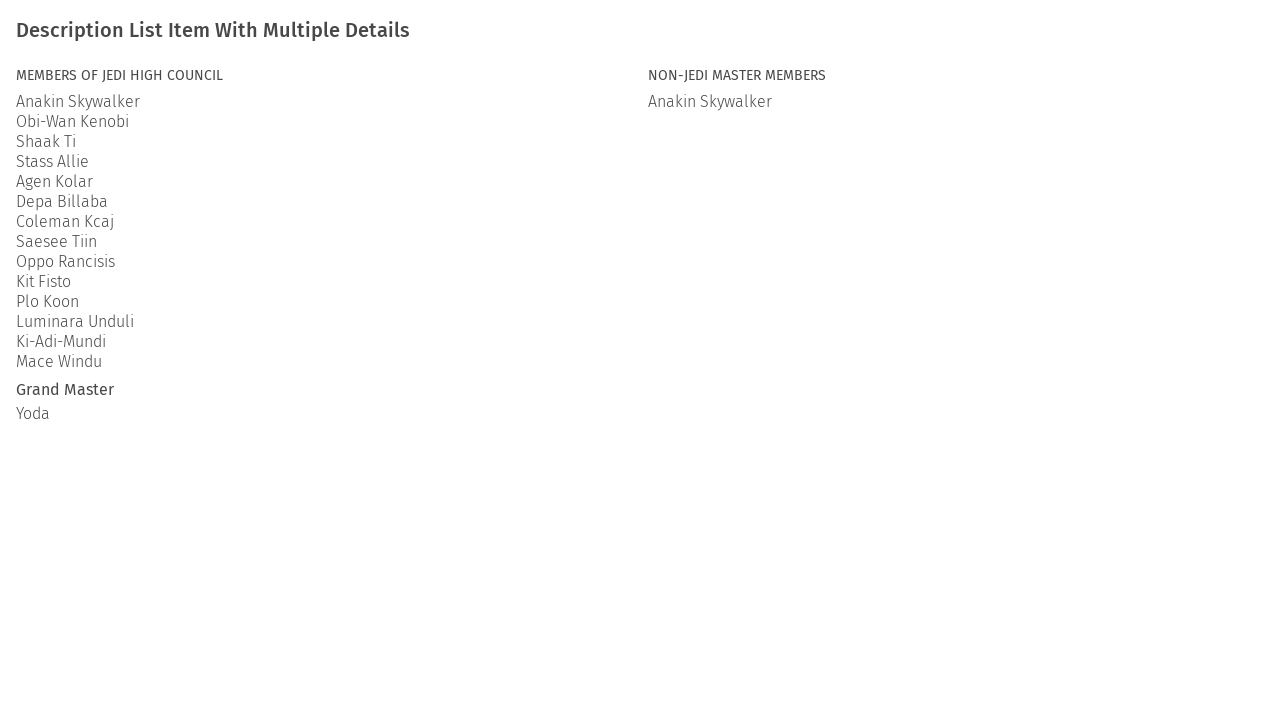 Description List Item With Multiple Details
MEMBERS OF JEDI HIGH COUNCIL
Anakin Skywalker
Obi-Wan Kenobi
Shaak Ti
Stass Allie
Agen Kolar
Depa Billaba
Coleman Kcaj
Saesee Tiin
Oppo Rancisis
Kit Fisto
Plo Koon
Luminara Unduli
Ki-Adi-Mundi
Mace Windu
Grand Master
Yoda
NON-JEDI MASTER MEMBERS
Anakin Skywalker